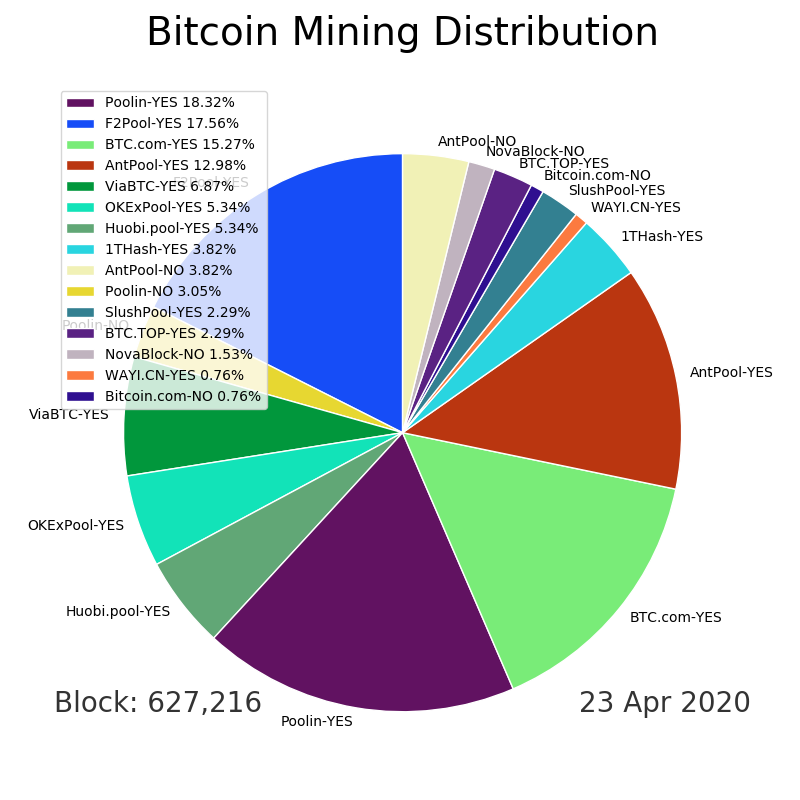 Bitcoin Mining Distribution
Poolin-YES 18.32%
F2Pool-YES 17.56%
BTC.com-YES 15.27%
AntPool-YES 12.98%
ViaBTC-YES 6.87%
OKExPool-YES 5.34%
Huobi.pool-YES 5.34%
1THash-YES 3.82%
AntPool-NO 3.82%
Poolin-NO 3.05%
SlushPool-YES 2.29%
BTC.TOP-YES 2.29%
NovaBlock-NO 1.53%
WAYI.CN-YES 0.76%
Bitcoin.com-NO 0.76%
AntPool-NO
NovaBlock-NO
BTC.TOP-YES
Bitcoin.com-NO
SlushPool-YES
WAYI.CN-YES
1THash-YES
AntPool-YES
BTC.com-YES
Poolin-YES
Huobi.pool-YES
OKExPool-YES
ViaBTC-YES
Poolin-NO
F2Pool-YES
Block: 627,216
23 Apr 2020